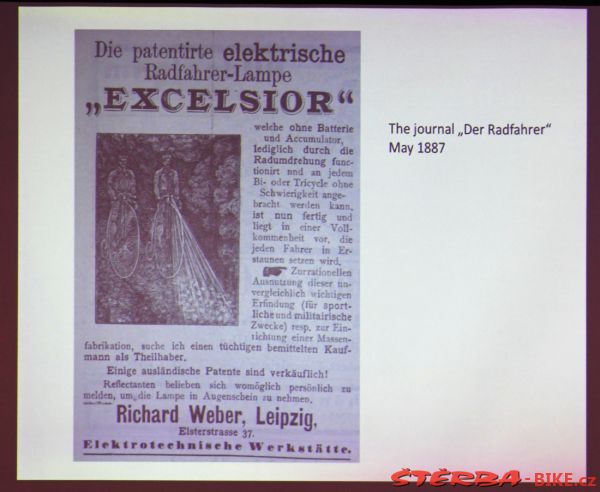 Die patentirte elektrische
Radfahrer-Lampe
„EXCELSIOR“
welche ohne Batterie
und Accumulator,
lediglich durch die
Radumdrehung func-
tionirt und an jedem
Bi- oder Tricycle ohne
Schwierigkeit ange-
bracht werden kann,
ist nun fertig und
liegt in einer Voll-
kommenheit vor, die
jeden Fahrer in Er-
staunen setzen wird.
☛ Zur rationellen
Ausnutzung dieser un-
vergleichlich wichtigen
Erfindung (für sport-
liche und militairische
Zwecke) resp. zur Ein-
richtung einer Massen-
fabrikation, suche ich einen tüchtigen bemittelten Kauf-
mann als Theilhaber.
Einige ausländische Patente sind verkäuflich!
Reflectanten belieben sich womöglich persönlich zu
melden, um die Lampe in Augenschein zu nehmen.
Richard Weber, Leipzig,
Elsterstrasse 37.
Elektrotechnische Werkstätte.
The journal „Der Radfahrer“
May 1887
ŠTĚRBA-BIKE.cz